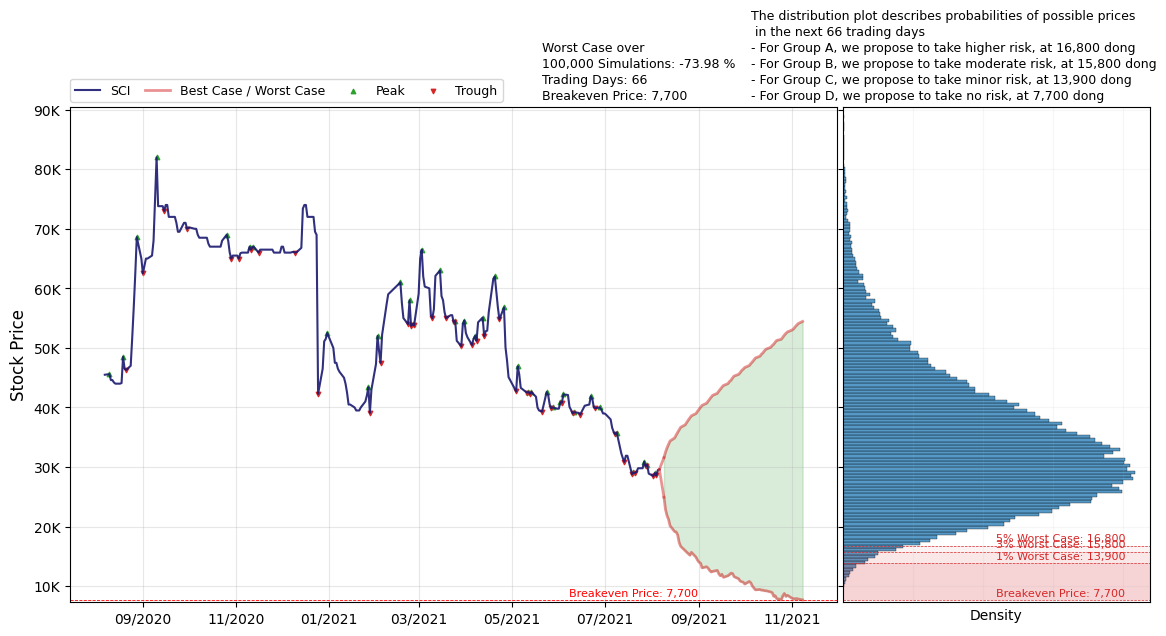 The distribution plot describes probabilities of possible prices
in the next 66 trading days
- For Group A, we propose to take higher risk, at 16,800 dong
- For Group B, we propose to take moderate risk, at 15,800 dong
- For Group C, we propose to take minor risk, at 13,900 dong
- For Group D, we propose to take no risk, at 7,700 dong
Worst Case over
100,000 Simulations: -73.98 %
Trading Days: 66
Breakeven Price: 7,700
SCI
Best Case / Worst Case
Peak
Trough
Stock Price
90K
80K
70K
60K
50K
40K
30K
20K
10K
Breakeven Price: 7,700
09/2020
11/2020
01/2021
03/2021
05/2021
07/2021
09/2021
11/2021
5% Worst Case: 16,800
3% Worst Case: 15,800
1% Worst Case: 13,900
Breakeven Price: 7,700
Density